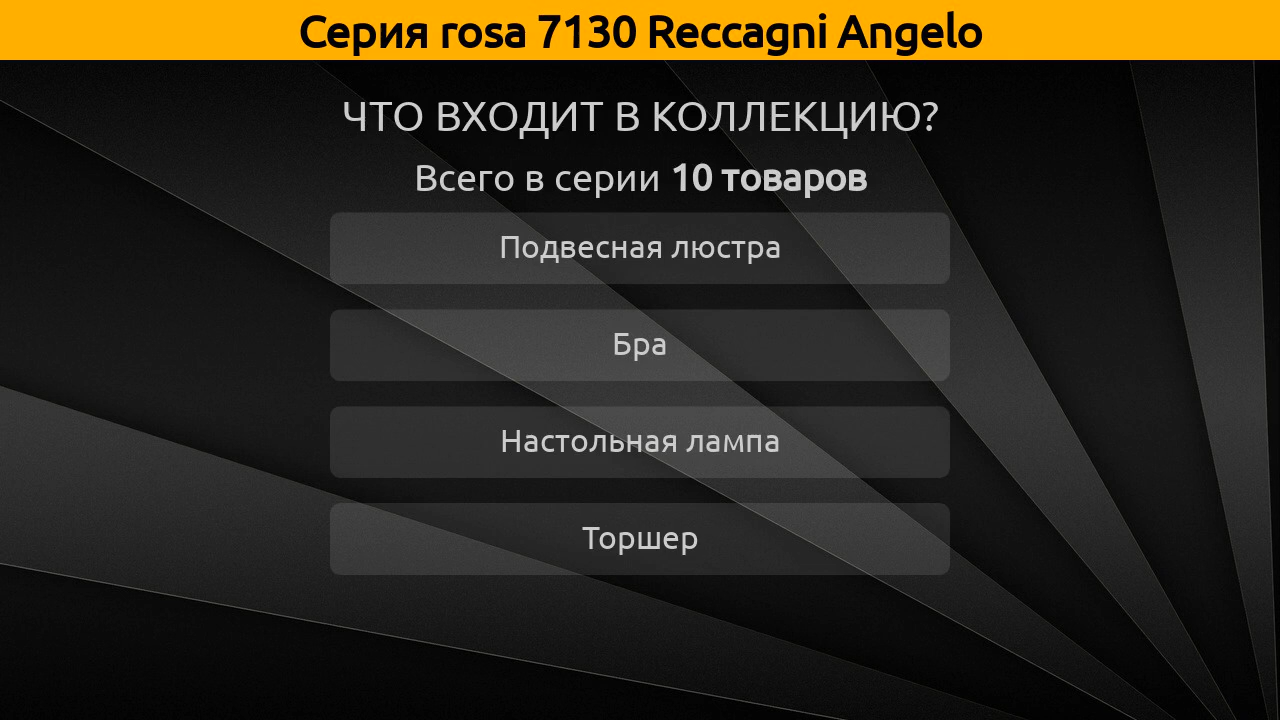 Серия rosa 7130 Reccagni Angelo
ЧТО ВХОДИТ В КОЛЛЕКЦИЮ?
Всего в серии 10 товаров
Подвесная люстра
Бра
Настольная лампа
Торшер